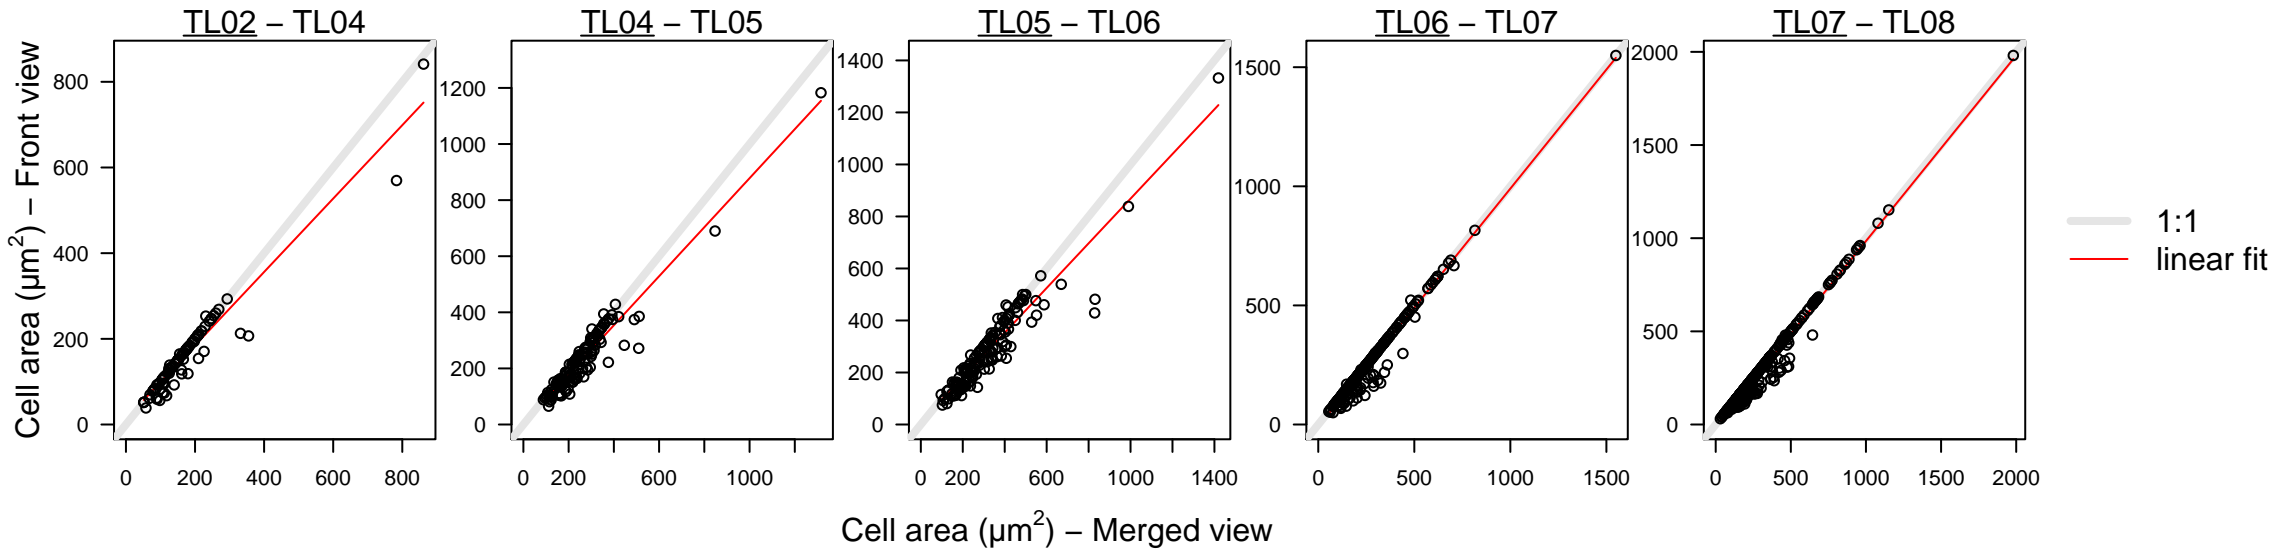 TL02 – TL04
TL04 – TL05
TL05 – TL06
TL06 – TL07
TL07 – TL08
Cell area (µm²) – Front view
0 200 400 600 800
0 200 400 600 800
0 200 400 600 800 1000 1200
0 200 600 1000
0 200 400 600 800 1000 1200 1400
0 200 600 1000 1400
0 500 1000 1500
0 500 1000 1500
0 500 1000 1500 2000
0 500 1000 1500 2000
1:1
linear fit
Cell area (µm²) – Merged view